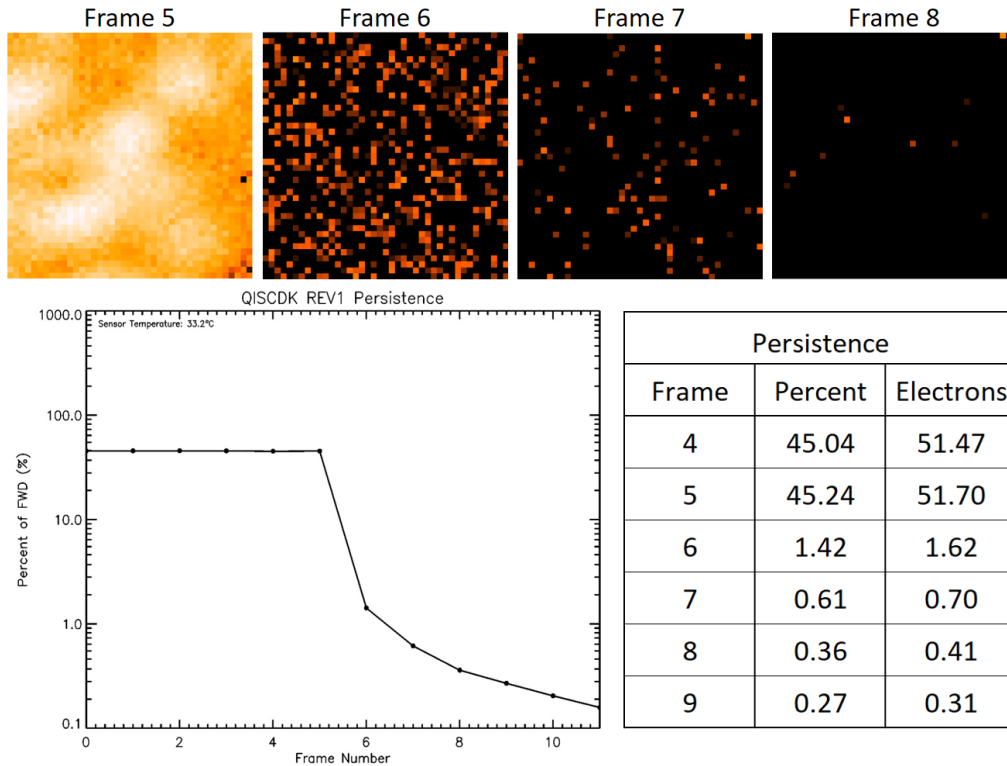 Frame 5
Frame 6
Frame 7
Frame 8
QISCDK REV1 Persistence
Sensor Temperature: 33.2°C
1000.0
100.0
10.0
1.0
0.1
Percent of FWD (%)
0
2
4
6
8
10
Frame Number
Persistence
Frame Percent Electrons
4 45.04 51.47
5 45.24 51.70
6 1.42 1.62
7 0.61 0.70
8 0.36 0.41
9 0.27 0.31